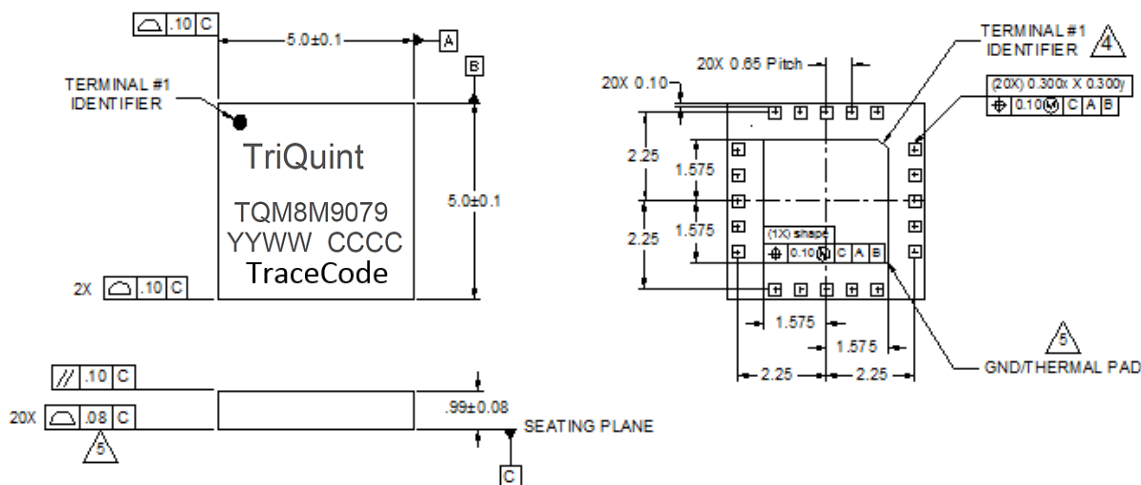 .10 C
5.0±0.1
A
B
TERMINAL #1
IDENTIFIER
TriQuint
TQM8M9079
YYWW CCCC
TraceCode
5.0±0.1
2X .10 C
// .10 C
20X .08 C
5
.99±0.08
SEATING PLANE
C
TERMINAL #1
IDENTIFIER
4
20X 0.65 Pitch
20X 0.10
(20X) 0.300x X 0.300y
⌖ 0.10Ⓜ C A B
2.25
1.575
2.25
1.575
(1X) shape
⌖ 0.10Ⓜ C A B
1.575
1.575
2.25
2.25
5
GND/THERMAL PAD